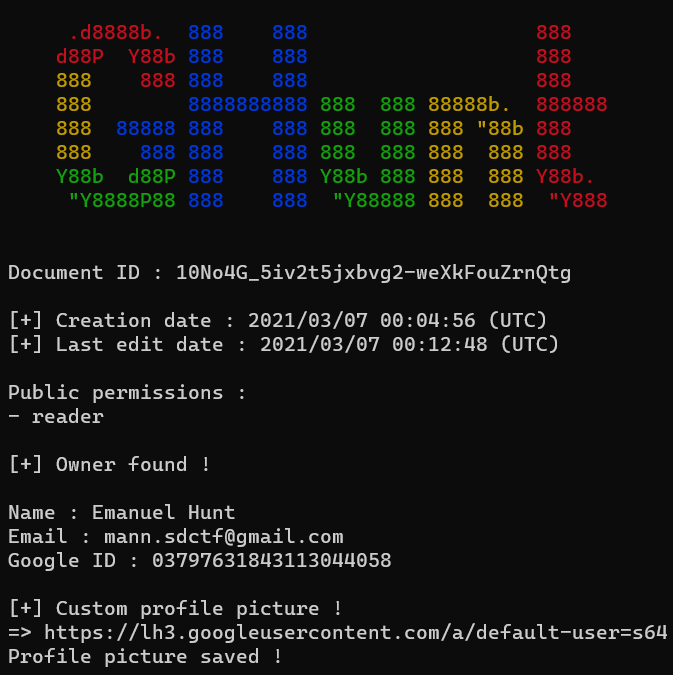 .d8888b.  888    888                   888
d88P  Y88b 888    888                   888
888    888 888    888                   888
888        8888888888 888  888 88888b.  888888
888  88888 888    888 888  888 888 "88b 888
888    888 888    888 888  888 888  888 888
Y88b  d88P 888    888 Y88b 888 888  888 Y88b.
 "Y8888P88 888    888  "Y88888 888  888  "Y888
Document ID : 10No4G_5iv2t5jxbvg2-weXkFouZrnQtg
[+] Creation date : 2021/03/07 00:04:56 (UTC)
[+] Last edit date : 2021/03/07 00:12:48 (UTC)
Public permissions :
- reader
[+] Owner found !
Name : Emanuel Hunt
Email : mann.sdctf@gmail.com
Google ID : 03797631843113044058
[+] Custom profile picture !
=> https://lh3.googleusercontent.com/a/default-user=s64
Profile picture saved !